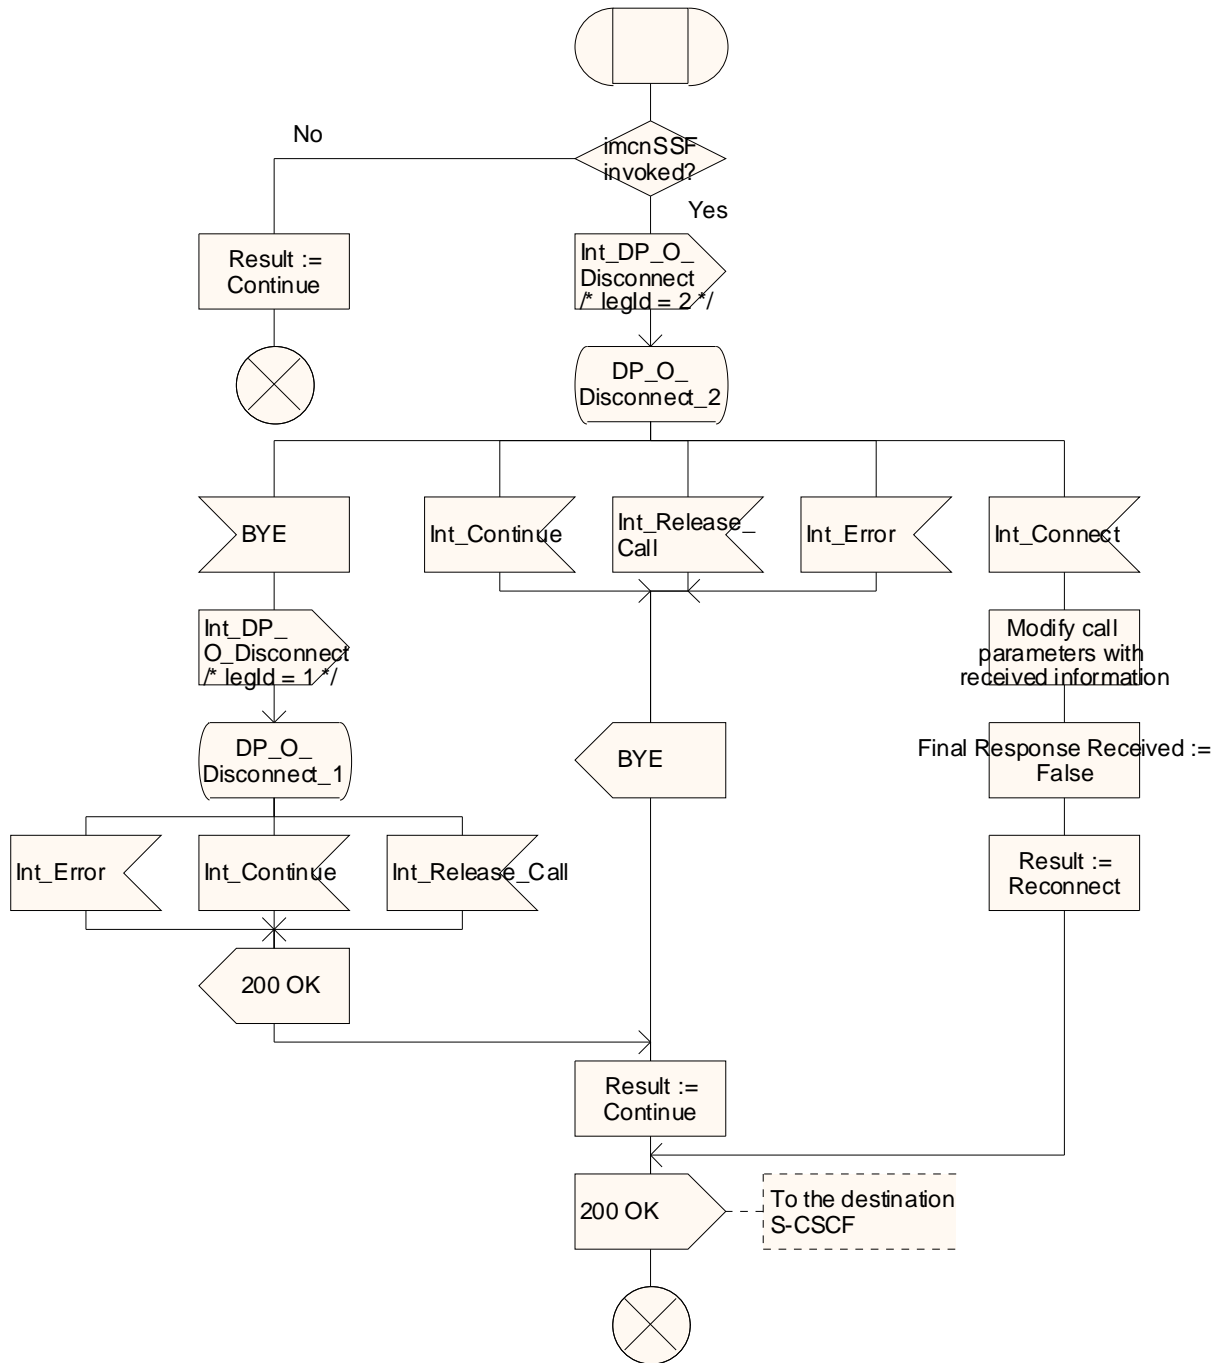 imcnSSF
invoked?
No
Yes
Result :=
Continue
Int_DP_O_
Disconnect
/* legId = 2 */
DP_O_
Disconnect_2
BYE
Int_Continue
Int_Release_
Call
Int_Error
Int_Connect
Int_DP_
O_Disconnect
/* legId = 1 */
Modify call
parameters with
received information
DP_O_
Disconnect_1
BYE
Final Response Received :=
False
Int_Error
Int_Continue
Int_Release_Call
Result :=
Reconnect
200 OK
Result :=
Continue
200 OK
To the destination
S-CSCF